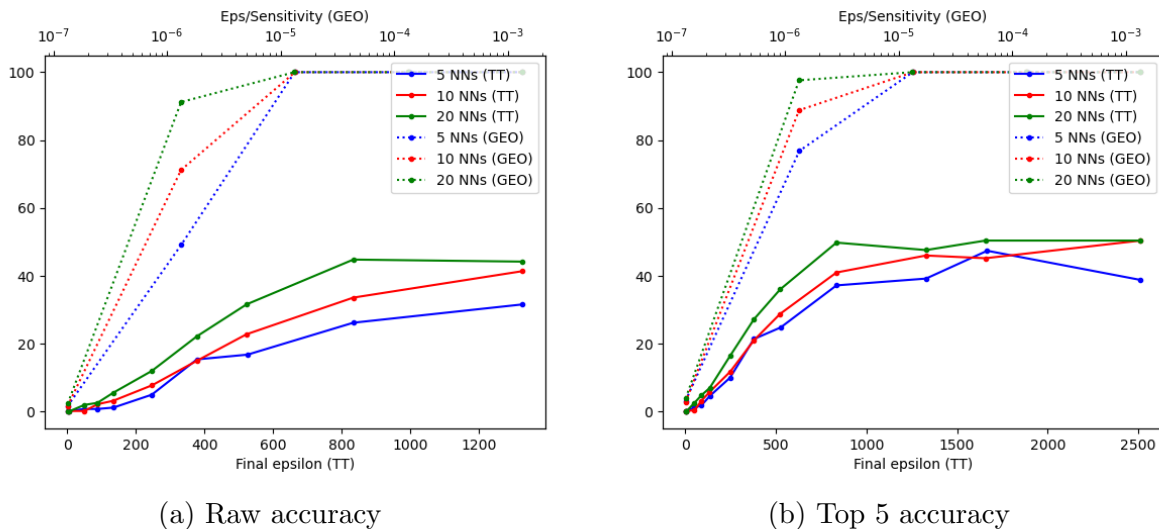 Eps/Sensitivity (GEO)
10⁻⁷ 10⁻⁶ 10⁻⁵ 10⁻⁴ 10⁻³
100
80
60
40
20
0
5 NNs (TT)
10 NNs (TT)
20 NNs (TT)
5 NNs (GEO)
10 NNs (GEO)
20 NNs (GEO)
0 200 400 600 800 1000 1200
Final epsilon (TT)
(a) Raw accuracy
Eps/Sensitivity (GEO)
10⁻⁷ 10⁻⁶ 10⁻⁵ 10⁻⁴ 10⁻³
100
80
60
40
20
0
5 NNs (TT)
10 NNs (TT)
20 NNs (TT)
5 NNs (GEO)
10 NNs (GEO)
20 NNs (GEO)
0 500 1000 1500 2000 2500
Final epsilon (TT)
(b) Top 5 accuracy